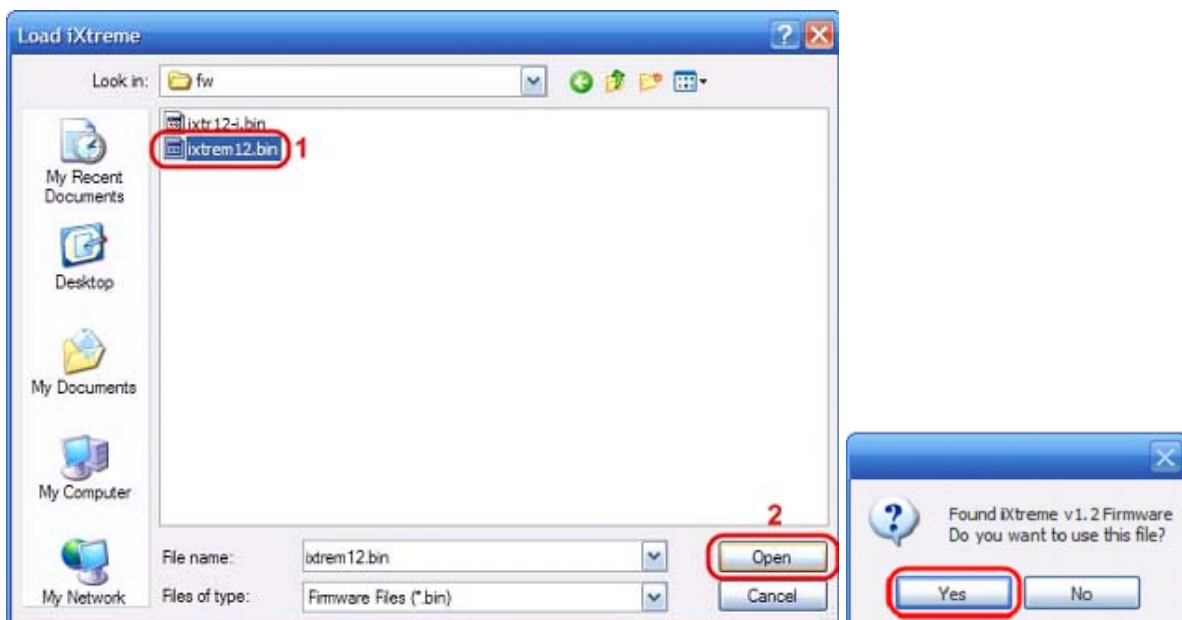 Load iXtreme
Look in: fw
ixtr12-i.bin
ixtrem12.bin 1
My Recent
Documents
Desktop
My Documents
My Computer
My Network
2
File name: ixtrem12.bin Open
Files of type: Firmware Files (*.bin) Cancel
Found iXtreme v1.2 Firmware
Do you want to use this file?
Yes No